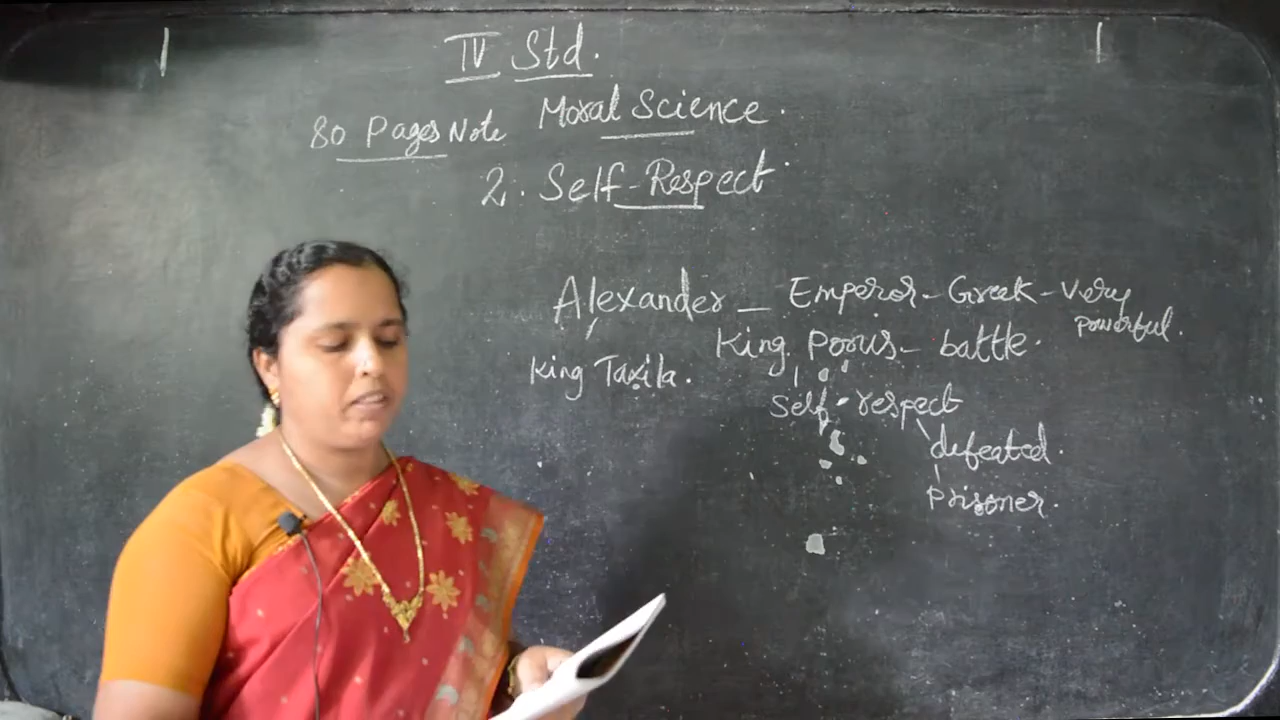 IV Std.
Moral Science.
80 Pages Note
2. Self-Respect
Alexander - Emperor - Greek - Very
powerful.
King Porus - battle.
King Taxila.
Self-respect
defeated.
Prisoner.